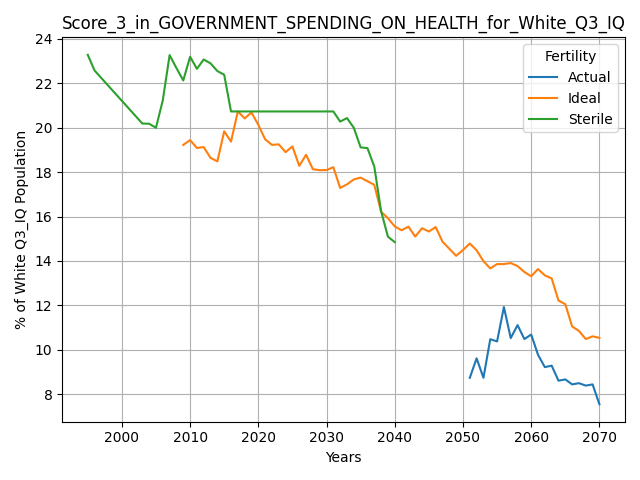 Score_3_in_GOVERNMENT_SPENDING_ON_HEALTH_for_White_Q3_IQ
Fertility
Actual
Ideal
Sterile
% of White Q3_IQ Population
24
22
20
18
16
14
12
10
8
2000 2010 2020 2030 2040 2050 2060 2070
Years